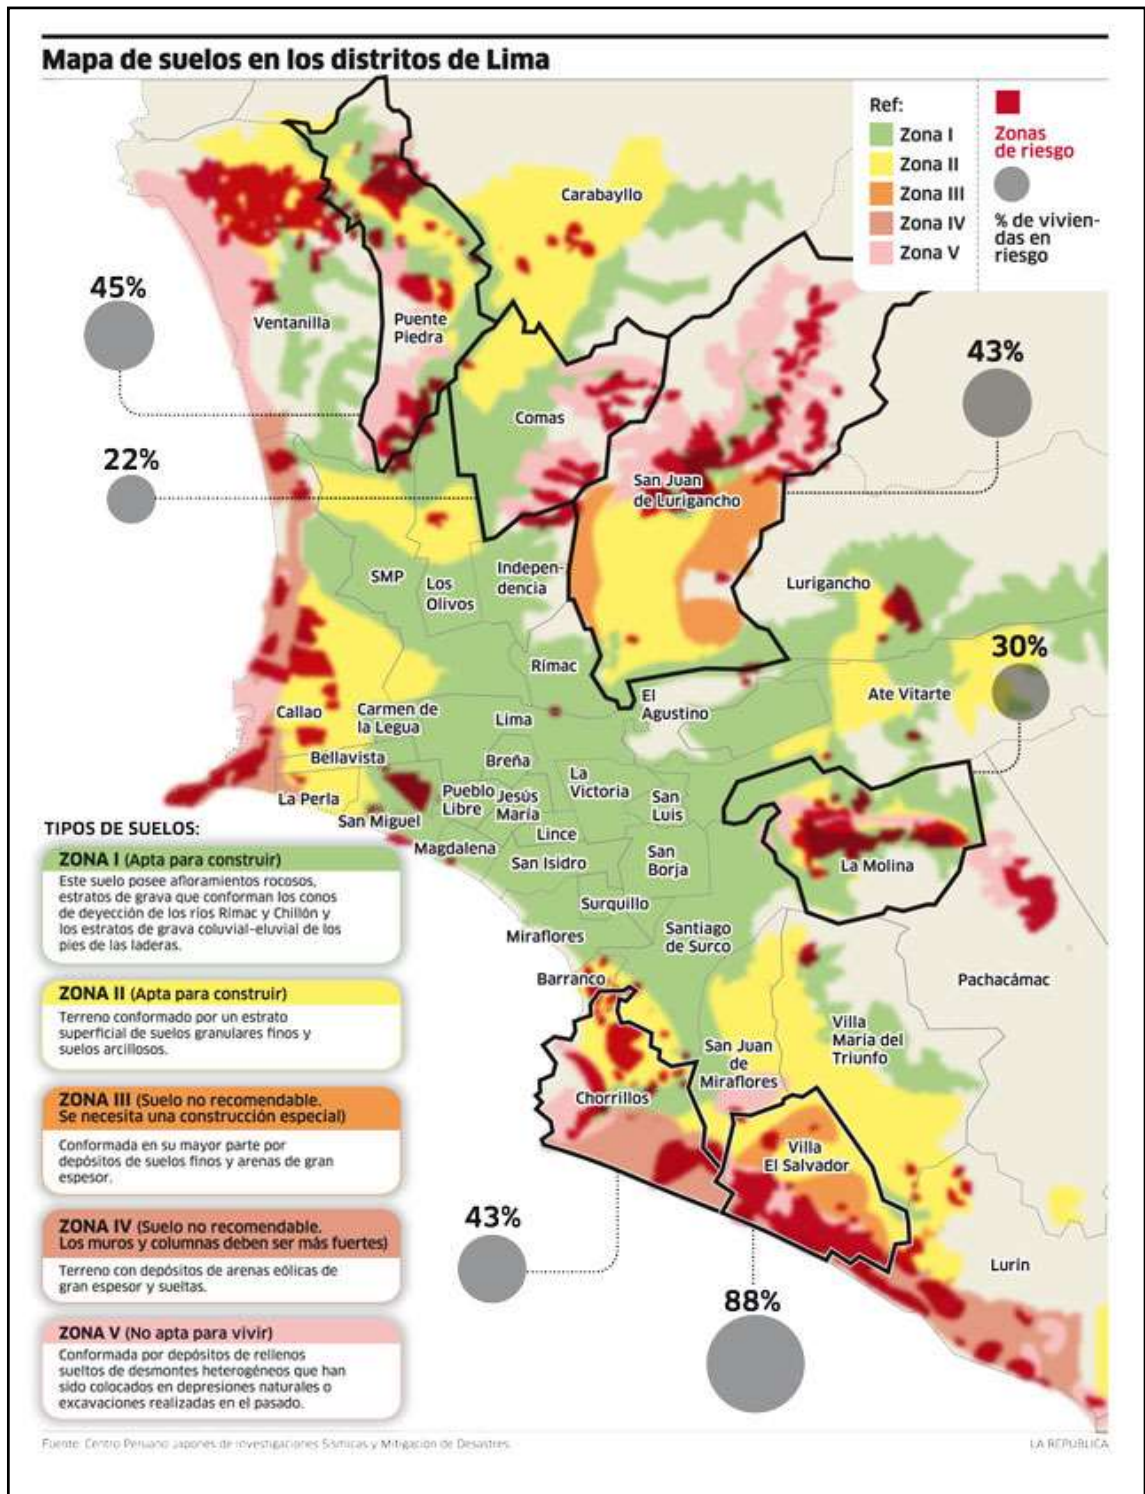 Mapa de suelos en los distritos de Lima
Ref:
Zona I
Zona II
Zona III
Zona IV
Zona V
Zonas
de riesgo
% de vivien-
das en
riesgo
Carabayllo
45%
Ventanilla
Puente
Piedra
43%
Comas
22%
San Juan
de Lurigancho
SMP
Los
Olivos
Indepen-
dencia
Lurigancho
Rímac
30%
El
Agustino
Ate Vitarte
Callao
Carmen de
la Legua
Lima
Bellavista
Breña
La
Victoria
La Perla
Pueblo
Libre
Jesús
María
San
Luis
San Miguel
Lince
Magdalena
San Isidro
San
Borja
La Molina
Surquillo
Miraflores
Santiago
de Surco
Barranco
Pachacámac
Villa
María del
Triunfo
San Juan
de
Miraflores
Chorrillos
Villa
El Salvador
43%
88%
Lurín
TIPOS DE SUELOS:
ZONA I (Apta para construir)
Este suelo posee afloramientos rocosos,
estratos de grava que conforman los conos
de deyección de los ríos Rímac y Chillón y
los estratos de grava coluvial-eluvial de los
pies de las laderas.
ZONA II (Apta para construir)
Terreno conformado por un estrato
superficial de suelos granulares finos y
suelos arcillosos.
ZONA III (Suelo no recomendable.
Se necesita una construcción especial)
Conformada en su mayor parte por
depósitos de suelos finos y arenas de gran
espesor.
ZONA IV (Suelo no recomendable.
Los muros y columnas deben ser más fuertes)
Terreno con depósitos de arenas eólicas de
gran espesor y sueltas.
ZONA V (No apta para vivir)
Conformada por depósitos de rellenos
sueltos de desmontes heterogéneos que han
sido colocados en depresiones naturales o
excavaciones realizadas en el pasado.
Fuente: Centro Peruano Japonés de Investigaciones Sísmicas y Mitigación de Desastres.
LA REPÚBLICA